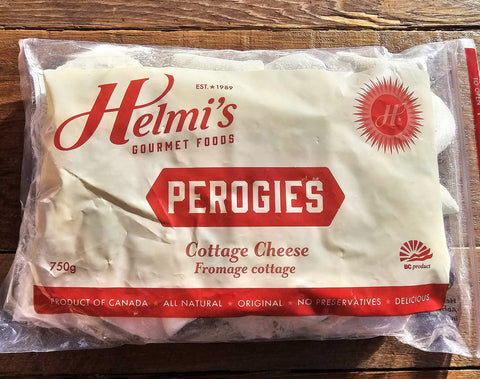 EST. ★ 1989
Helmi's
GOURMET FOODS
H
PEROGIES
Cottage Cheese
Fromage cottage
750g
BC product
PRODUCT OF CANADA ★ ALL NATURAL ★ ORIGINAL ★ NO PRESERVATIVES ★ DELICIOUS